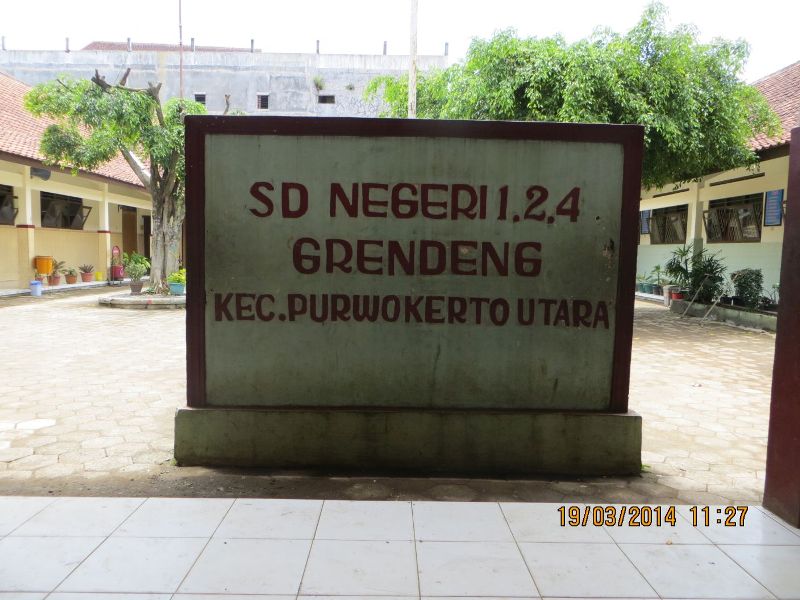 SD NEGERI 1.2.4
GRENDENG
KEC.PURWOKERTO UTARA
19/03/2014 11:27